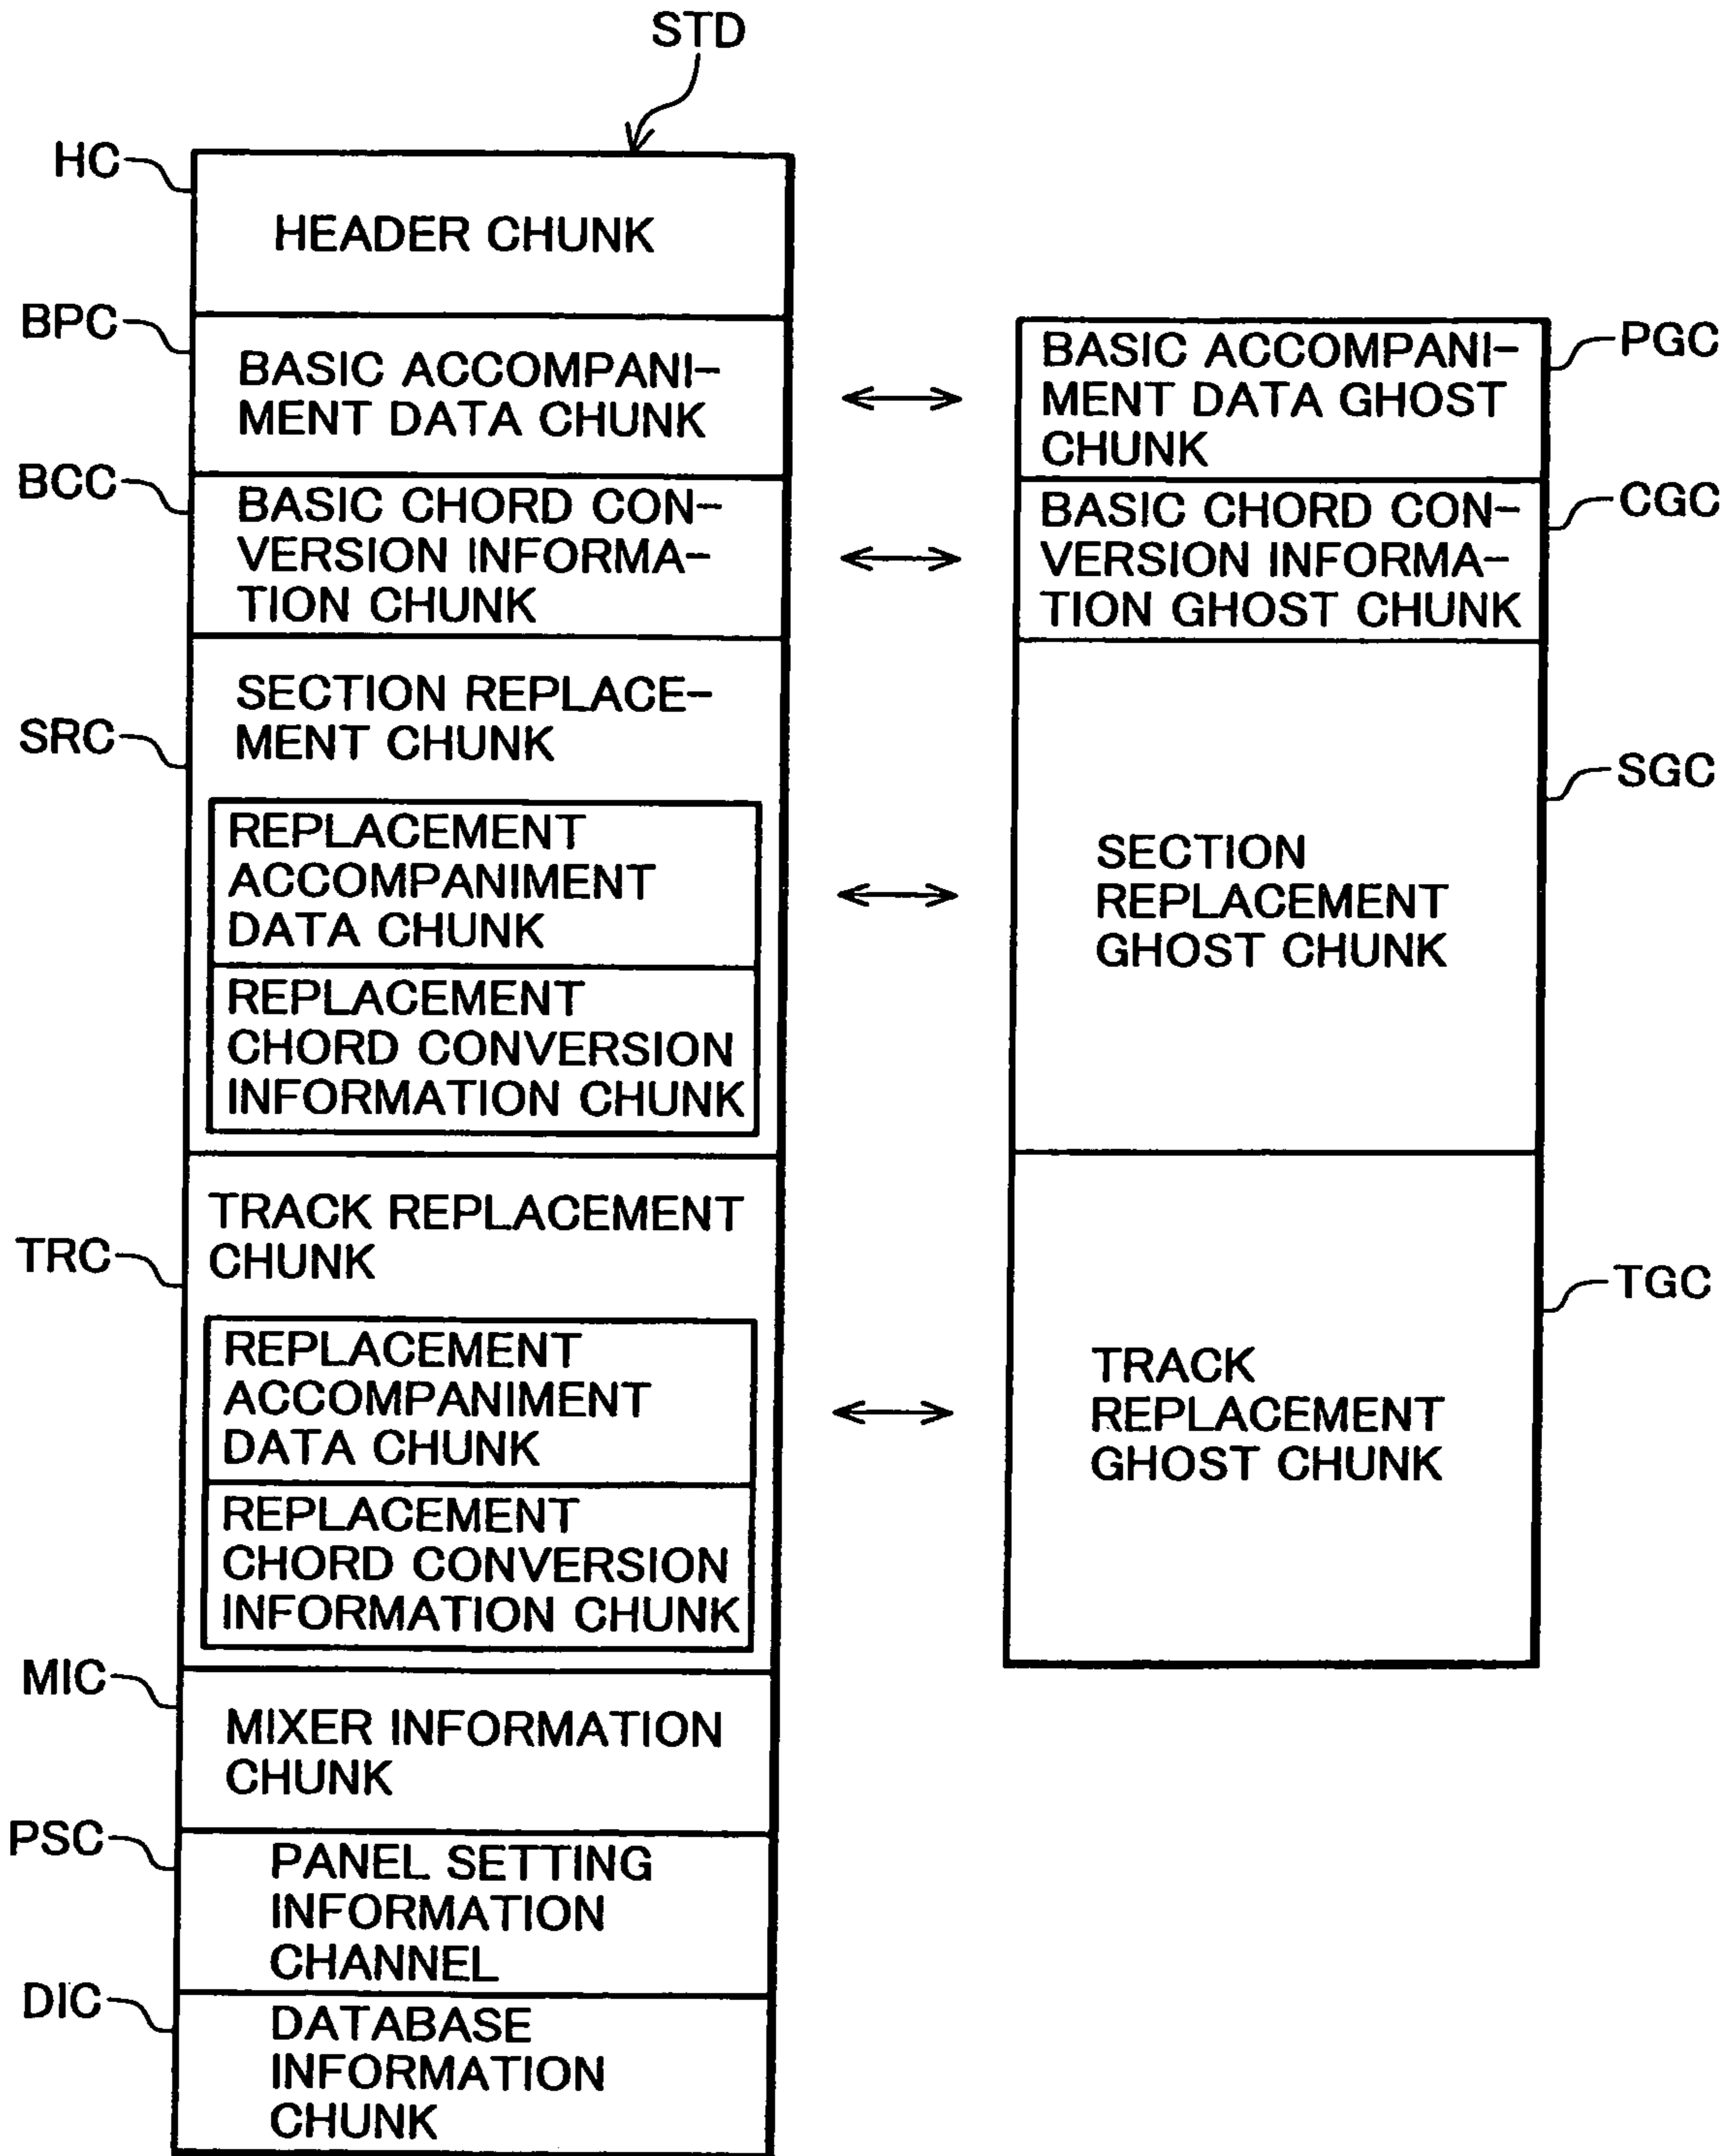 STD
HC
HEADER CHUNK
BPC
BASIC ACCOMPANI-
MENT DATA CHUNK
BCC
BASIC CHORD CON-
VERSION INFORMA-
TION CHUNK
SRC
SECTION REPLACE-
MENT CHUNK
REPLACEMENT
ACCOMPANIMENT
DATA CHUNK
REPLACEMENT
CHORD CONVERSION
INFORMATION CHUNK
TRC
TRACK REPLACEMENT
CHUNK
REPLACEMENT
ACCOMPANIMENT
DATA CHUNK
REPLACEMENT
CHORD CONVERSION
INFORMATION CHUNK
MIC
MIXER INFORMATION
CHUNK
PSC
PANEL SETTING
INFORMATION
CHANNEL
DIC
DATABASE
INFORMATION
CHUNK
BASIC ACCOMPANI-
MENT DATA GHOST
CHUNK
PGC
BASIC CHORD CON-
VERSION INFORMA-
TION GHOST CHUNK
CGC
SECTION
REPLACEMENT
GHOST CHUNK
SGC
TRACK
REPLACEMENT
GHOST CHUNK
TGC